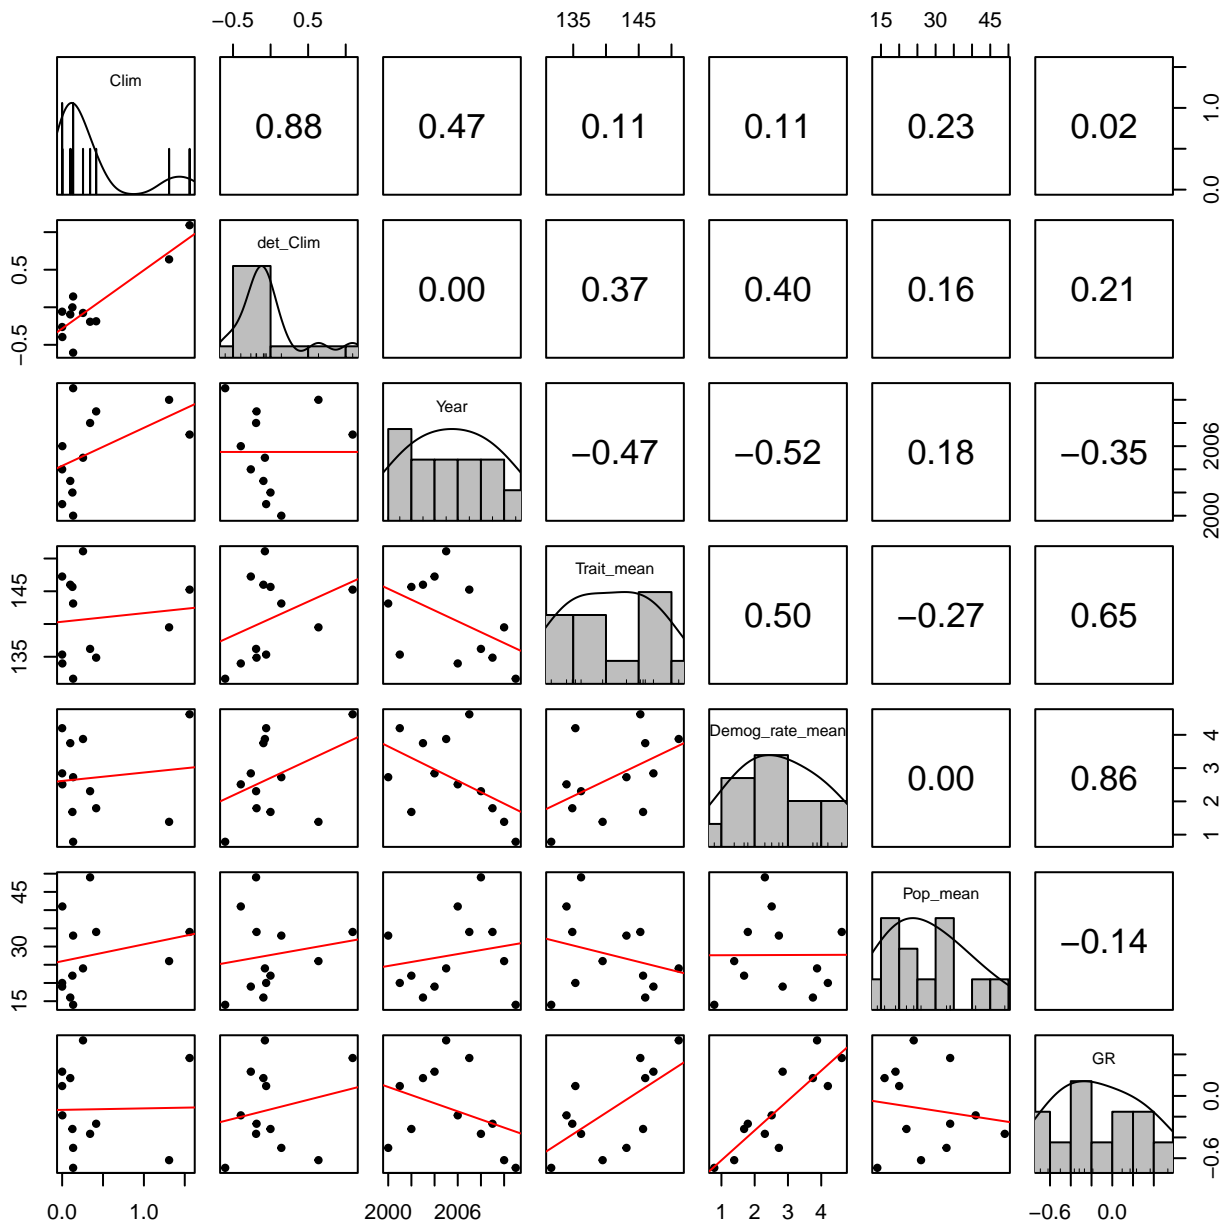 −0.5 0.5 135 145 15 30 45
Clim 0.88 0.47 0.11 0.11 0.23 0.02 0.0 1.0
−0.5 0.5 det_Clim 0.00 0.37 0.40 0.16 0.21
Year −0.47 −0.52 0.18 −0.35 2000 2006
135 145 Trait_mean 0.50 −0.27 0.65
Demog_rate_mean 0.00 0.86 1 2 3 4
15 30 45 Pop_mean −0.14
GR −0.6 0.0
0.0 1.0 2000 2006 1 2 3 4 −0.6 0.0